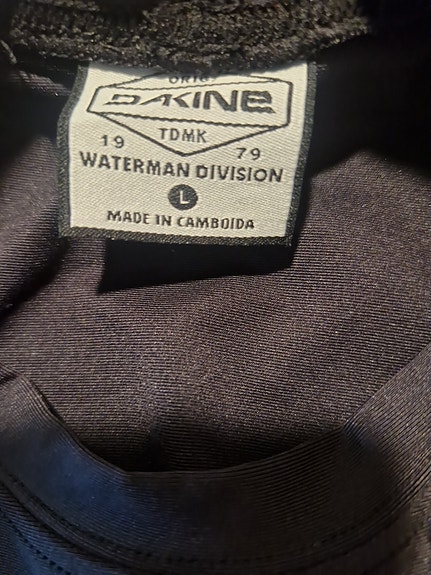 DAKINE
TDMK
19 79
WATERMAN DIVISION
L
MADE IN CAMBOIDA